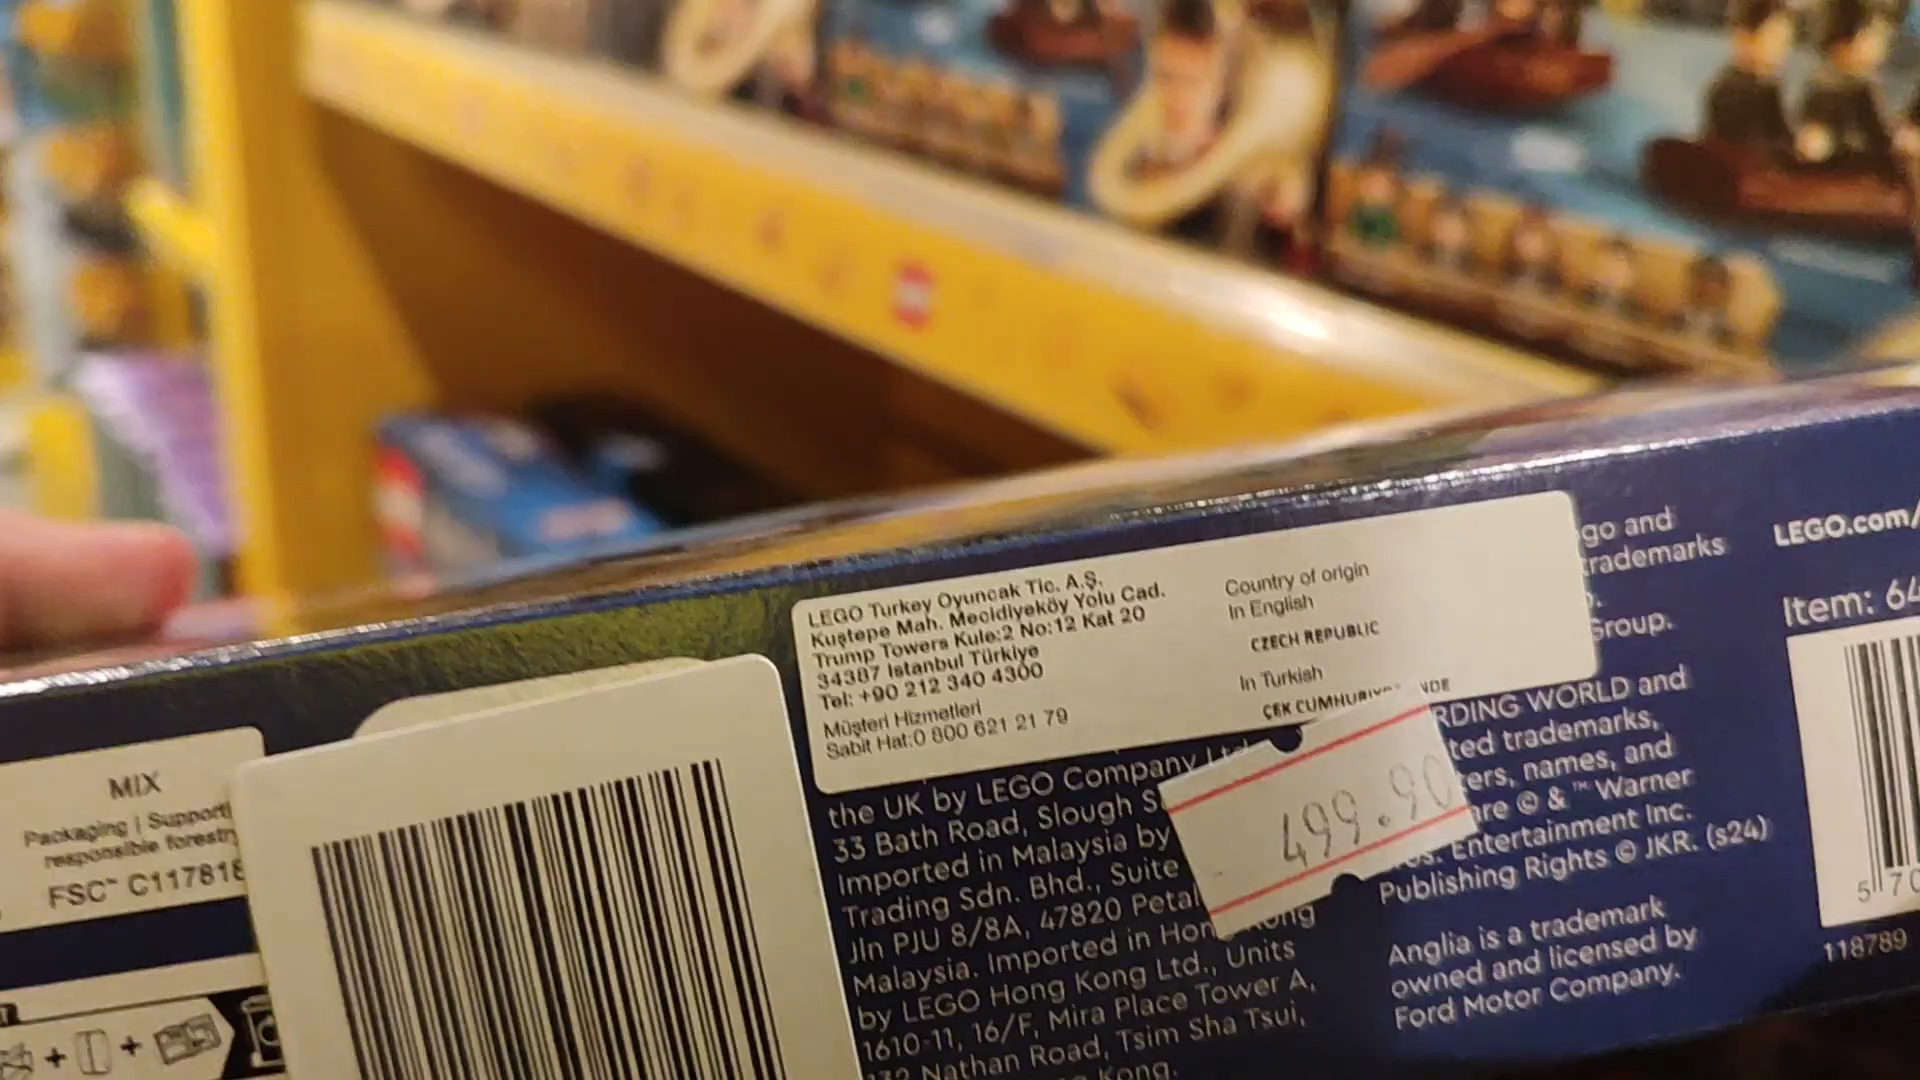 MIX
Packaging | Support
responsible forestry
FSC™ C117818
LEGO Turkey Oyuncak Tic. A.Ş.
Kuştepe Mah. Mecidiyeköy Yolu Cad.
Trump Towers Kule:2 No:12 Kat 20
34387 Istanbul Türkiye
Tel: +90 212 340 4300
Müşteri Hizmetleri
Sabit Hat:0 800 621 21 79
Country of origin
In English
CZECH REPUBLIC
In Turkish
ÇEK
499.90
the UK by LEGO Company Ltd
33 Bath Road, Slough S
Imported in Malaysia by
Trading Sdn. Bhd., Suite
Jln PJU 8/8A, 47820 Petal
Malaysia. Imported in Hong Kong
by LEGO Hong Kong Ltd., Units
1610-11, 16/F, Mira Place Tower A,
132 Nathan Road, Tsim Sha Tsui,
Kong.
go and
trademarks
Group.
RDING WORLD and
ted trademarks,
ers, names, and
are © & ™ Warner
Entertainment Inc.
Publishing Rights © JKR. (s24)
Anglia is a trademark
owned and licensed by
Ford Motor Company.
LEGO.com/
Item: 64
5 70
118789